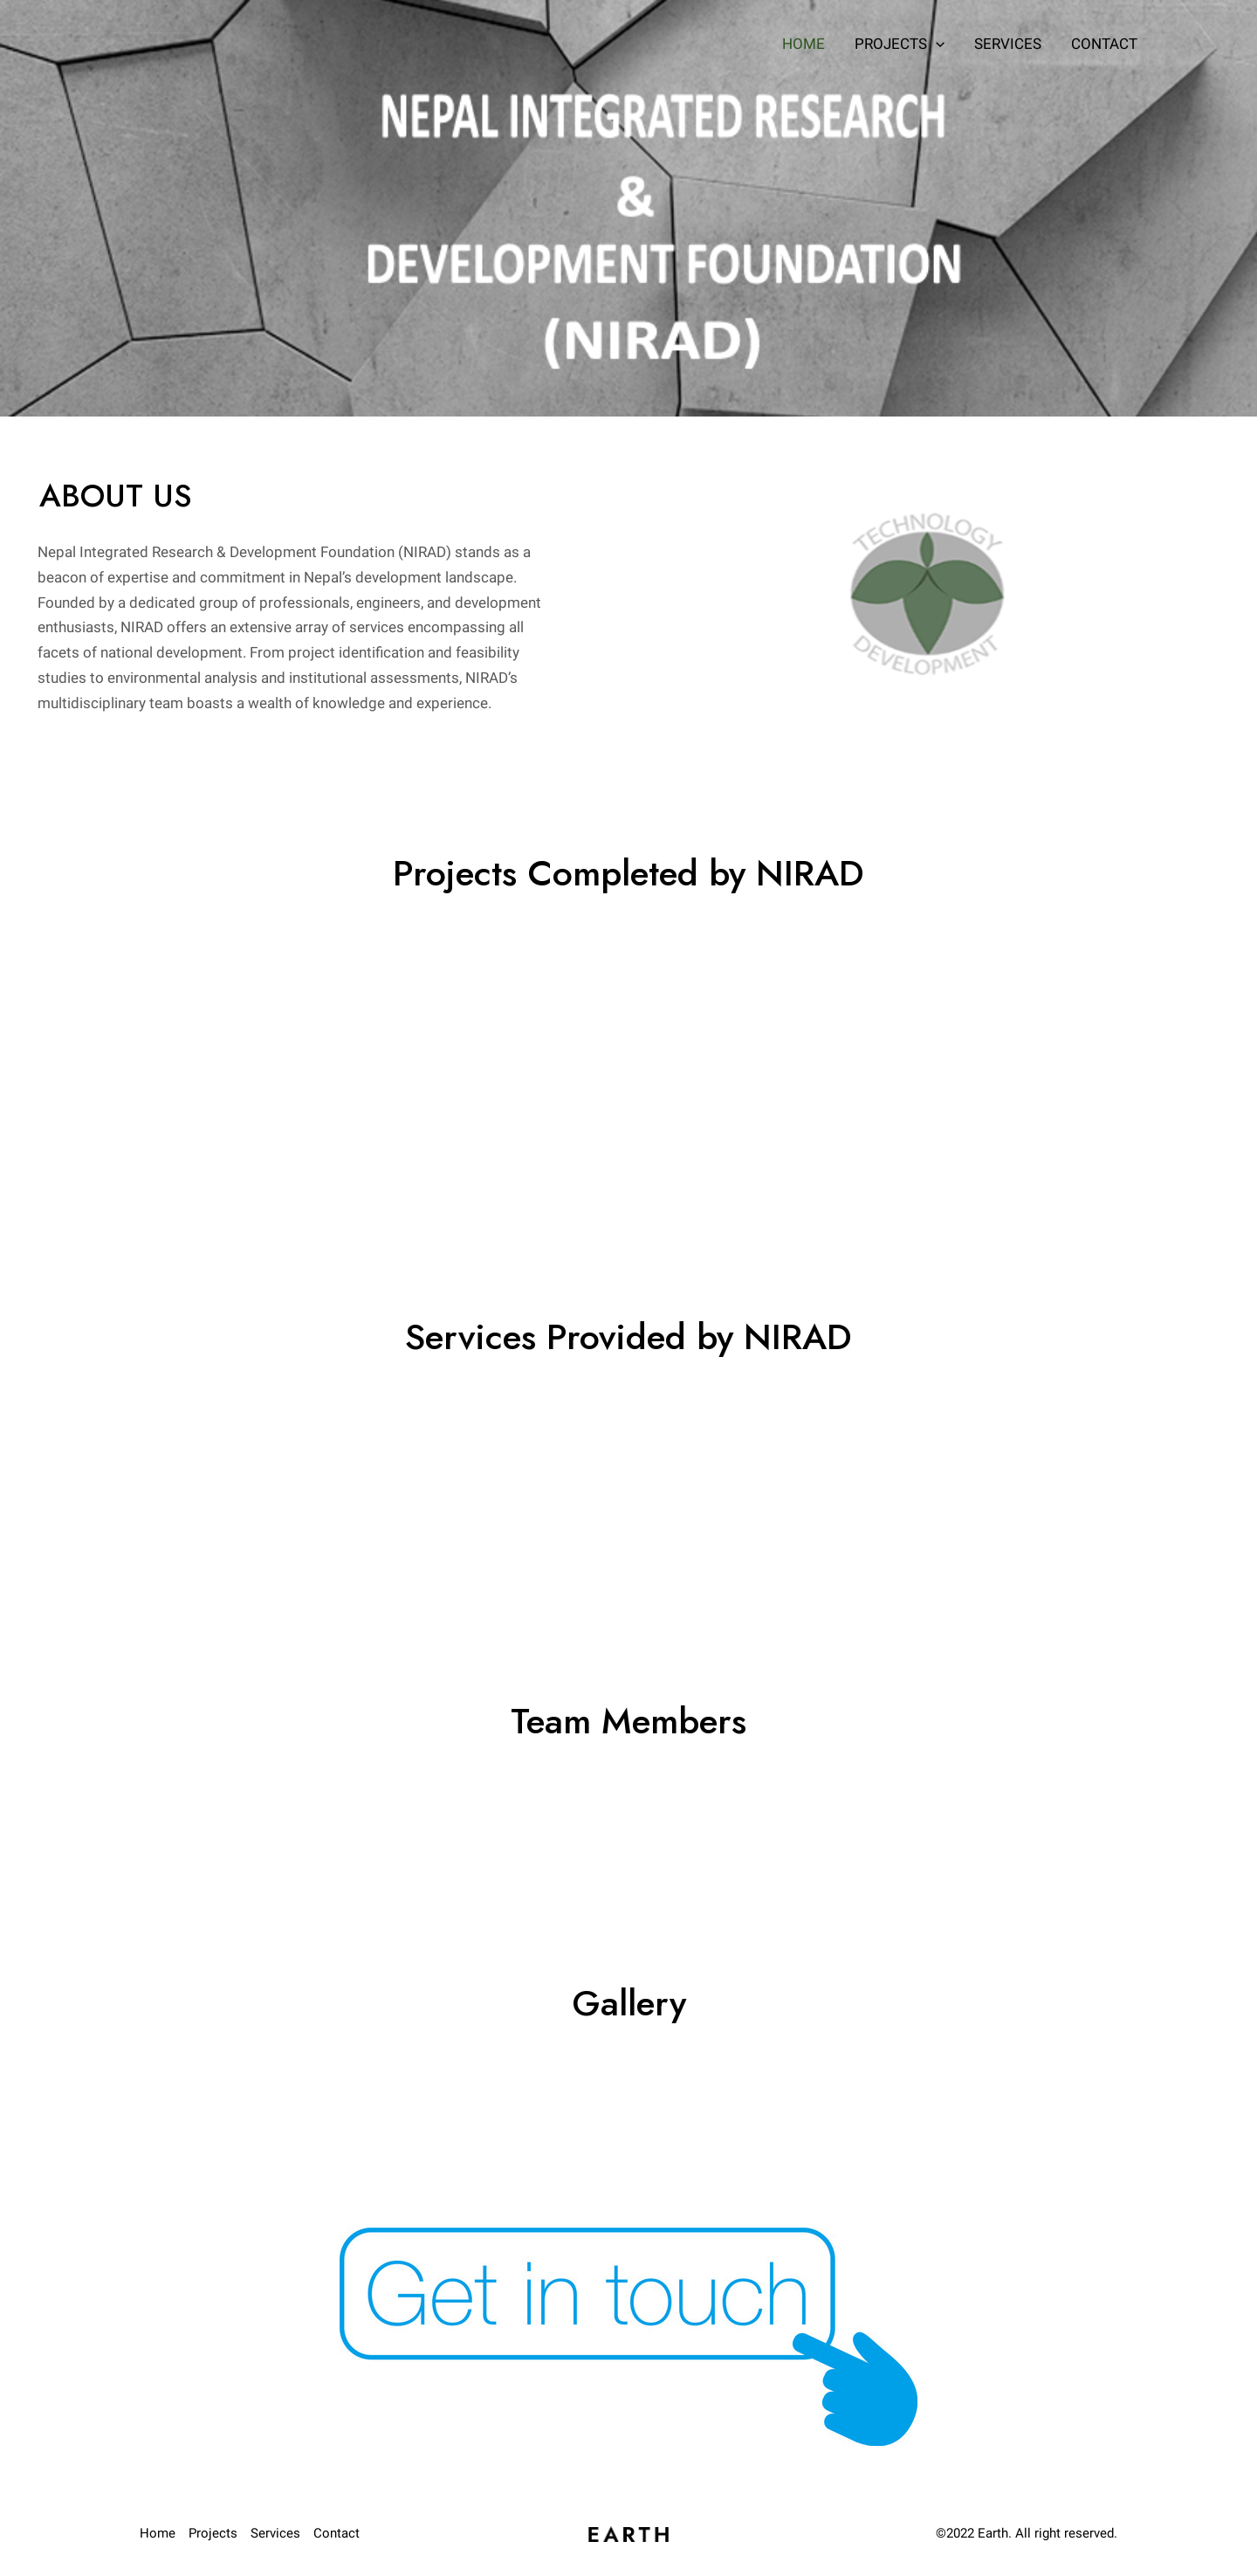 HOME PROJECTS SERVICES CONTACT
NEPAL INTEGRATED RESEARCH
&
DEVELOPMENT FOUNDATION
(NIRAD)
ABOUT US
Nepal Integrated Research & Development Foundation (NIRAD) stands as a
beacon of expertise and commitment in Nepal’s development landscape.
Founded by a dedicated group of professionals, engineers, and development
enthusiasts, NIRAD offers an extensive array of services encompassing all
facets of national development. From project identification and feasibility
studies to environmental analysis and institutional assessments, NIRAD’s
multidisciplinary team boasts a wealth of knowledge and experience.
TECHNOLOGY
DEVELOPMENT
Projects Completed by NIRAD
Services Provided by NIRAD
Team Members
Gallery
Get in touch
Home Projects Services Contact
EARTH
©2022 Earth. All right reserved.